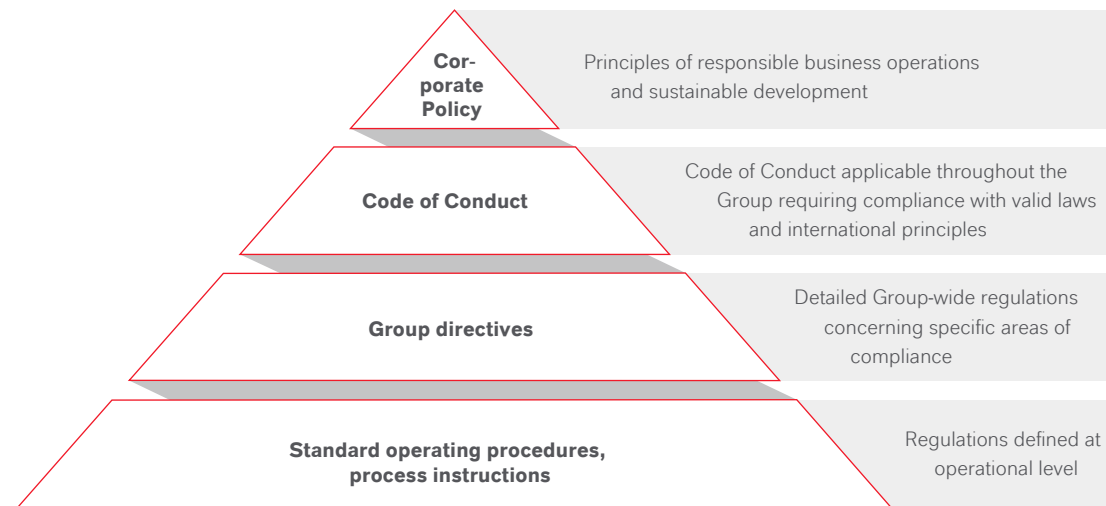 Cor-
porate
Policy
Principles of responsible business operations
and sustainable development
Code of Conduct
Code of Conduct applicable throughout the
Group requiring compliance with valid laws
and international principles
Group directives
Detailed Group-wide regulations
concerning specific areas of
compliance
Standard operating procedures,
process instructions
Regulations defined at
operational level